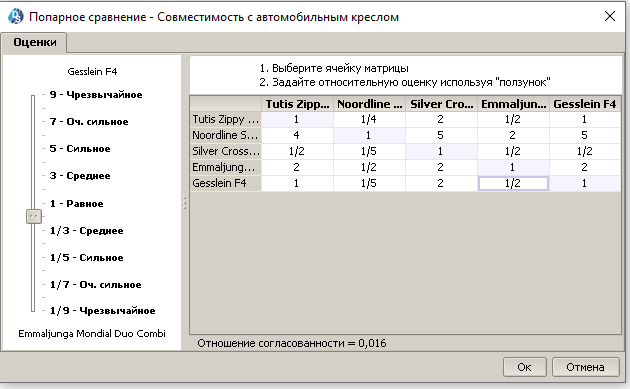 Попарное сравнение - Совместимость с автомобильным креслом
Оценки
Gesslein F4
9 - Чрезвычайное
7 - Оч. сильное
5 - Сильное
3 - Среднее
1 - Равное
1/3 - Среднее
1/5 - Сильное
1/7 - Оч. сильное
1/9 - Чрезвычайное
Emmaljunga Mondial Duo Combi
1. Выберите ячейку матрицы
2. Задайте относительную оценку используя "ползунок"
Tutis Zipp... Noordline ... Silver Cro... Emmaljun... Gesslein F4
Tutis Zippy ... 1 1/4 2 1/2 1
Noordline S... 4 1 5 2 5
Silver Cross... 1/2 1/5 1 1/2 1/2
Emmaljung... 2 1/2 2 1 2
Gesslein F4 1 1/5 2 1/2 1
Отношение согласованности = 0,016
Ок Отмена